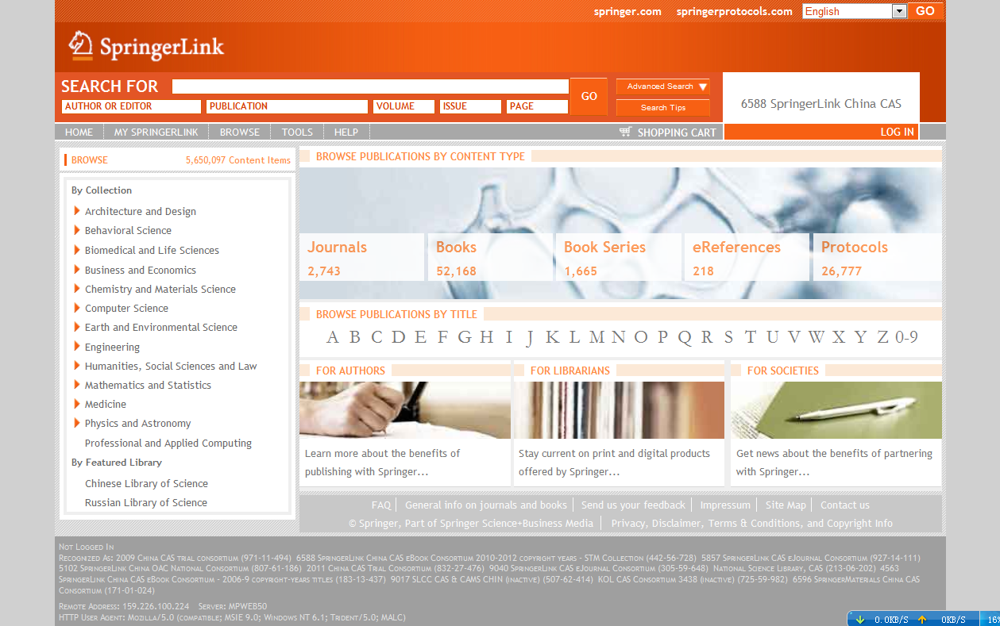 springer.com springerprotocols.com English GO
SpringerLink
SEARCH FOR
GO
Advanced Search
Search Tips
AUTHOR OR EDITOR PUBLICATION VOLUME ISSUE PAGE
6588 SpringerLink China CAS
HOME MY SPRINGERLINK BROWSE TOOLS HELP SHOPPING CART LOG IN
BROWSE 5,650,097 Content Items
By Collection
Architecture and Design
Behavioral Science
Biomedical and Life Sciences
Business and Economics
Chemistry and Materials Science
Computer Science
Earth and Environmental Science
Engineering
Humanities, Social Sciences and Law
Mathematics and Statistics
Medicine
Physics and Astronomy
Professional and Applied Computing
By Featured Library
Chinese Library of Science
Russian Library of Science
BROWSE PUBLICATIONS BY CONTENT TYPE
Journals Books Book Series eReferences Protocols
2,743 52,168 1,665 218 26,777
BROWSE PUBLICATIONS BY TITLE
A B C D E F G H I J K L M N O P Q R S T U V W X Y Z 0-9
FOR AUTHORS
Learn more about the benefits of
publishing with Springer...
FOR LIBRARIANS
Stay current on print and digital products
offered by Springer...
FOR SOCIETIES
Get news about the benefits of partnering
with Springer...
FAQ General info on journals and books Send us your feedback Impressum Site Map Contact us
© Springer, Part of Springer Science+Business Media Privacy, Disclaimer, Terms & Conditions, and Copyright Info
Not Logged In
Recognized As: 2009 China CAS trial consortium (971-11-494) 6588 SpringerLink China CAS eBook Consortium 2010-2012 copyright years - STM Collection (442-56-728) 5857 SpringerLink CAS eJournal Consortium (927-14-111)
5102 SpringerLink China OAC National Consortium (807-61-186) 2011 China CAS Trial Consortium (832-27-476) 9040 SpringerLink CAS eJournal Consortium (305-59-648) National Science Library, CAS (213-06-202) 4563
SpringerLink China CAS eBook Consortium - 2006-9 copyright-years titles (183-13-437) 9017 SLCC CAS & CAMS CHIN (inactive) (507-62-414) KOL CAS Consortium 3438 (inactive) (725-59-982) 6596 SpringerMaterials China CAS
Consortium (171-01-024)
Remote Address: 159.226.100.224 Server: MPWEB50
HTTP User Agent: Mozilla/5.0 (compatible; MSIE 9.0; Windows NT 6.1; Trident/5.0; MALC)
0.0KB/S 0KB/S 16%